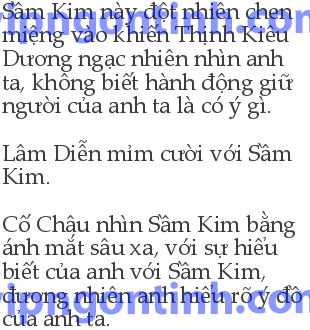 Sầm Kim này đột nhiên chen
miệng vào khiến Thịnh Kiều
Dương ngạc nhiên nhìn anh
ta, không biết hành động giữ
người của anh ta là có ý gì.

Lâm Diễn mỉm cười với Sầm
Kim.

Cố Châu nhìn Sầm Kim bằng
ánh mắt sâu xa, với sự hiểu
biết của anh với Sầm Kim,
đương nhiên anh hiểu rõ ý đồ
của anh ta.